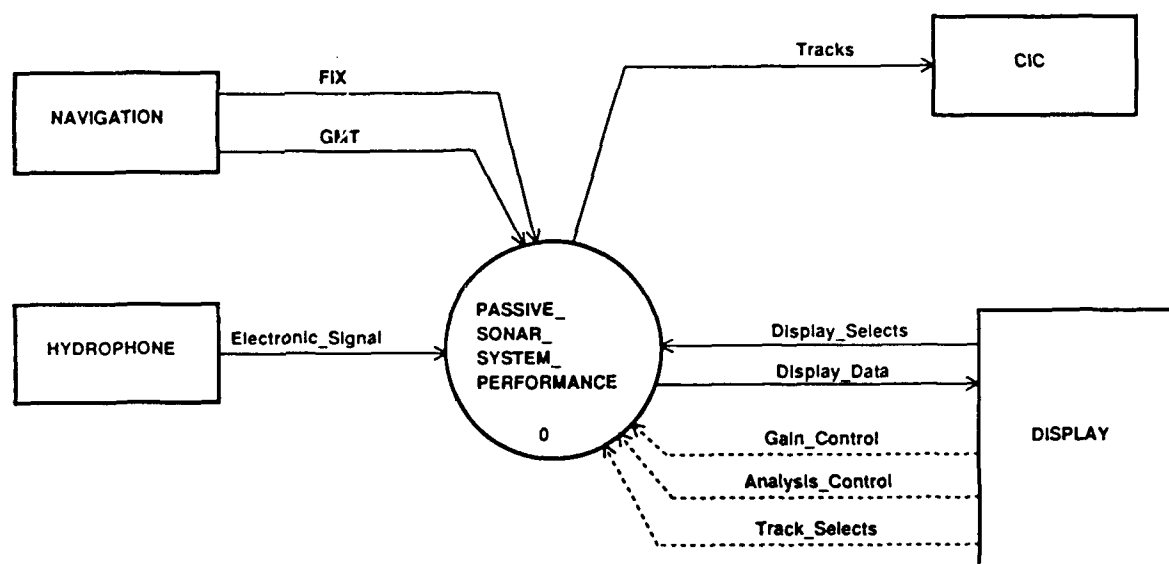 Tracks
CIC
FIX
NAVIGATION
GMT
PASSIVE_
SONAR_
SYSTEM_
PERFORMANCE
0
HYDROPHONE
Electronic_Signal
Display_Selects
Display_Data
Gain_Control
DISPLAY
Analysis_Control
Track_Selects